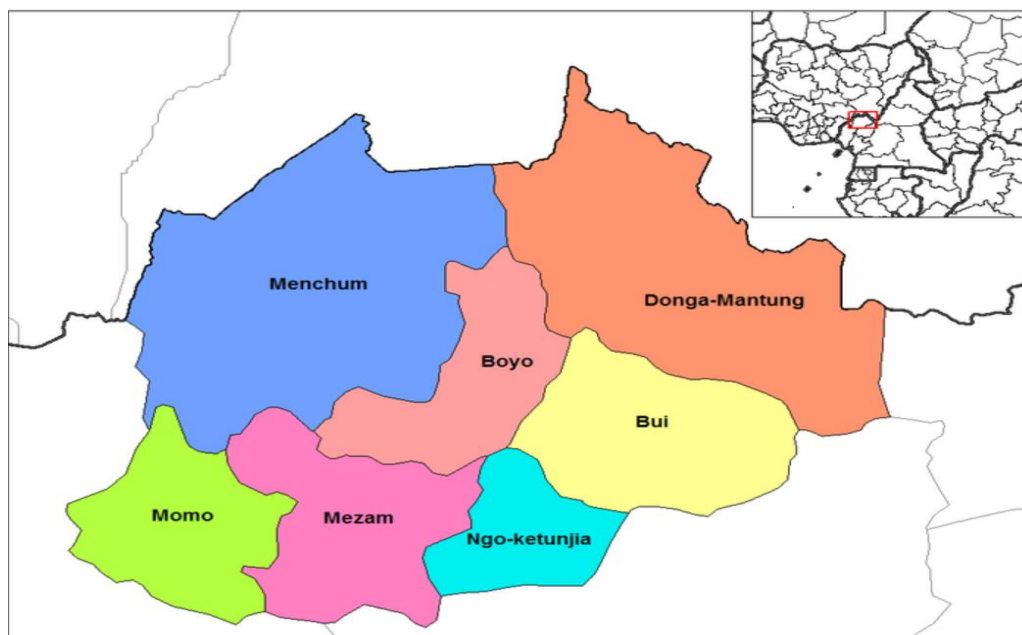 Menchum
Donga-Mantung
Boyo
Bui
Momo
Mezam
Ngo-ketunjia